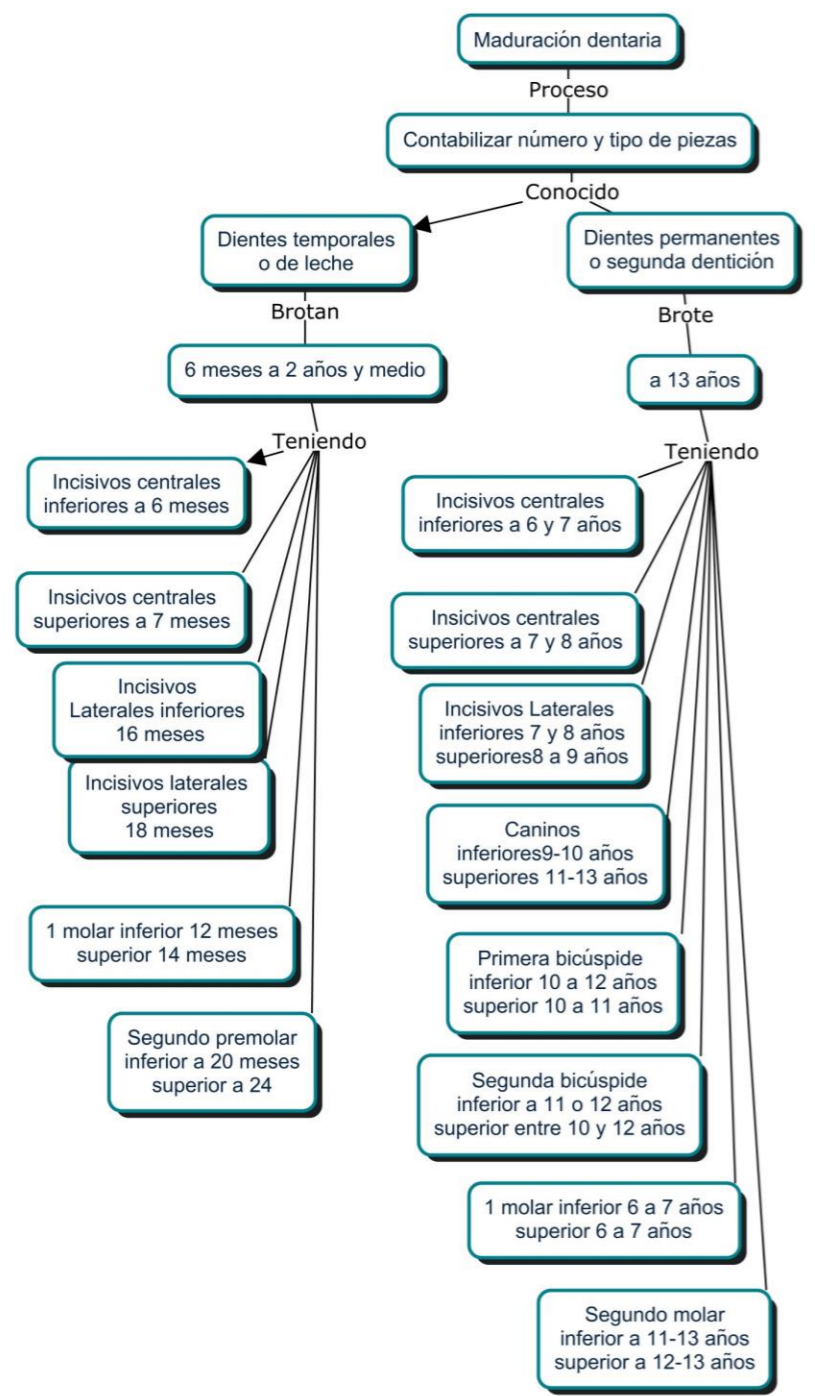 Maduración dentaria
Proceso
Contabilizar número y tipo de piezas
Conocido
Dientes temporales
o de leche
Brotan
6 meses a 2 años y medio
Teniendo
Incisivos centrales
inferiores a 6 meses
Insicivos centrales
superiores a 7 meses
Incisivos
Laterales inferiores
16 meses
Incisivos laterales
superiores
18 meses
1 molar inferior 12 meses
superior 14 meses
Segundo premolar
inferior a 20 meses
superior a 24
Dientes permanentes
o segunda dentición
Brote
a 13 años
Teniendo
Incisivos centrales
inferiores a 6 y 7 años
Insicivos centrales
superiores a 7 y 8 años
Incisivos Laterales
inferiores 7 y 8 años
superiores8 a 9 años
Caninos
inferiores9-10 años
superiores 11-13 años
Primera bicúspide
inferior 10 a 12 años
superior 10 a 11 años
Segunda bicúspide
inferior a 11 o 12 años
superior entre 10 y 12 años
1 molar inferior 6 a 7 años
superior 6 a 7 años
Segundo molar
inferior a 11-13 años
superior a 12-13 años